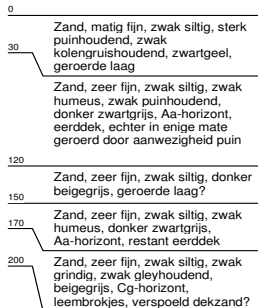 0
Zand, matig fijn, zwak siltig, sterk
puinhoudend, zwak
kolengruishoudend, zwartgeel,
geroerde laag
30
Zand, zeer fijn, zwak siltig, zwak
humeus, zwak puinhoudend,
donker zwartgrijs, Aa-horizont,
eerddek, echter in enige mate
geroerd door aanwezigheid puin
120
Zand, zeer fijn, zwak siltig, donker
beigegrijs, geroerde laag?
150
Zand, zeer fijn, zwak siltig, zwak
humeus, donker zwartgrijs,
Aa-horizont, restant eerddek
170
Zand, zeer fijn, zwak siltig, zwak
grindig, zwak gleyhoudend,
beigegrijs, Cg-horizont,
leembrokjes, verspoeld dekzand?
200